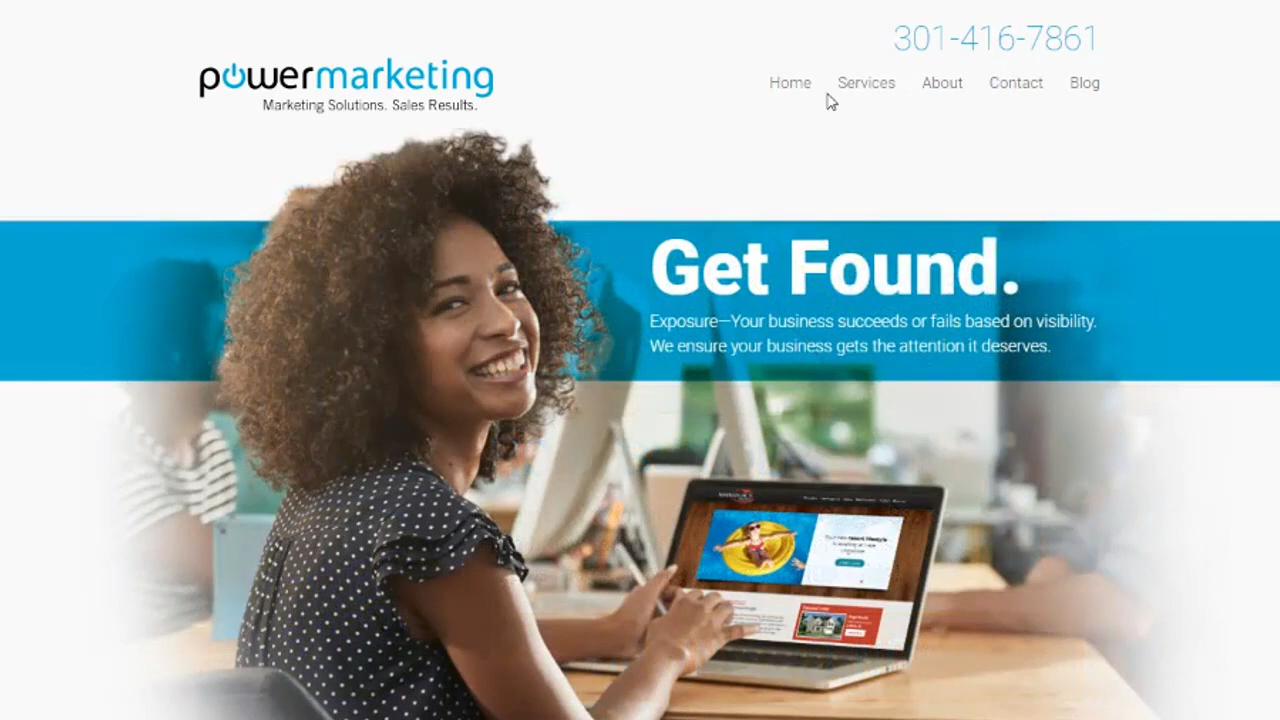 301-416-7861
powermarketing
Marketing Solutions. Sales Results.
Home Services About Contact Blog
Get Found.
Exposure—Your business succeeds or fails based on visibility.
We ensure your business gets the attention it deserves.